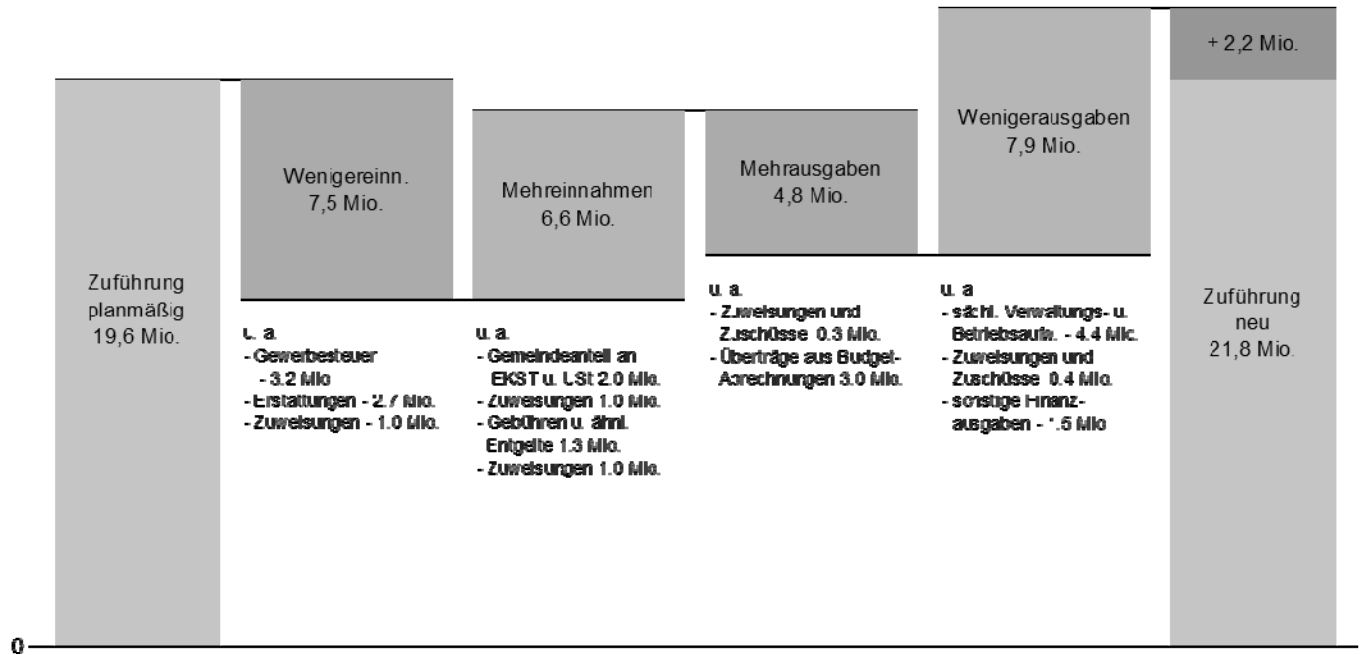 Zuführung
planmäßig
19,6 Mio.
Wenigereinn.
7,5 Mio.
u. a.
- Gewerbesteuer
- 3.2 Mio
- Erstattungen - 2.7 Mio.
- Zuweisungen - 1.0 Mio.
Mehreinnahmen
6,6 Mio.
u. a.
- Gemeindeanteil an
EKST u. USt 2.0 Mio.
- Zuweisungen 1.0 Mio.
- Gebühren u. ähnl.
Entgelte 1.3 Mio.
- Zuweisungen 1.0 Mio.
Mehrausgaben
4,8 Mio.
u. a.
- Zuweisungen und
Zuschüsse 0.3 Mio.
- Überträge aus Budget-
Abrechnungen 3.0 Mio.
Wenigerausgaben
7,9 Mio.
u. a
- sächl. Verwaltungs- u.
Betriebsaufw. - 4.4 Mio.
- Zuweisungen und
Zuschüsse 0.4 Mio.
- sonstige Finanz-
ausgaben - 1.5 Mio
+ 2,2 Mio.
Zuführung
neu
21,8 Mio.
0